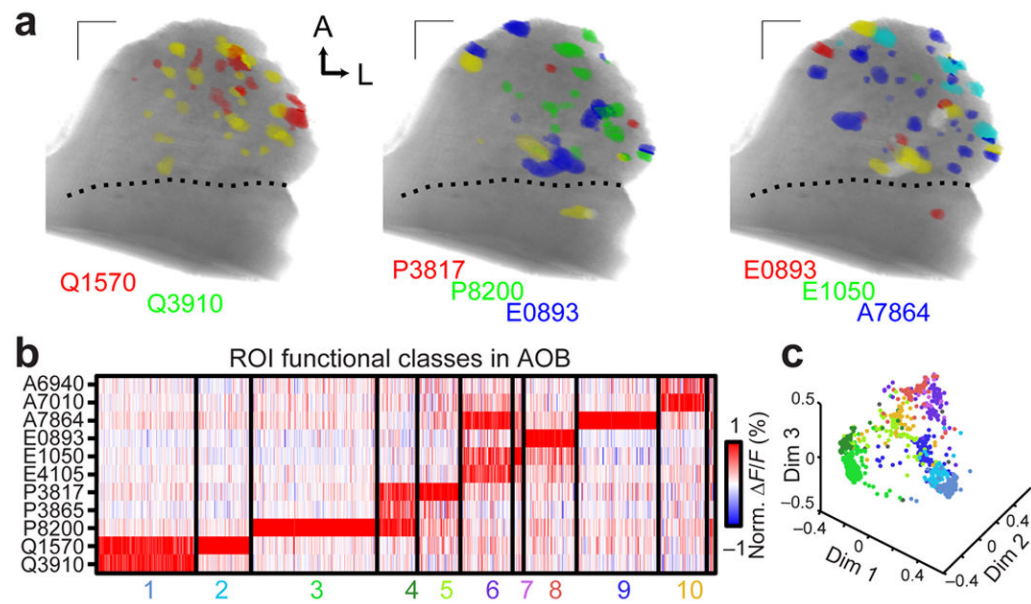 a
A
L
Q1570
Q3910
P3817
P8200
E0893
E0893
E1050
A7864
b
ROI functional classes in AOB
A6940
A7010
A7864
E0893
E1050
E4105
P3817
P3865
P8200
Q1570
Q3910
1 2 3 4 5 6 7 8 9 10
1
–1
Norm. ΔF/F (%)
c
0.5
0
–0.5
Dim 3
–0.4
0
0.4
Dim 1
–0.4
0
0.4
Dim 2